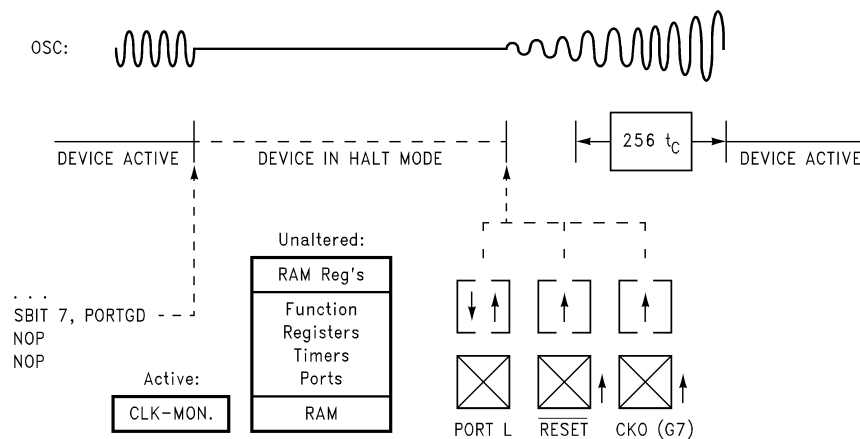 OSC:
256 tC
DEVICE ACTIVE
DEVICE IN HALT MODE
DEVICE ACTIVE
Unaltered:
RAM Reg's
Function
Registers
Timers
Ports
RAM
. . .
SBIT 7, PORTGD
NOP
NOP
Active:
CLK-MON.
PORT L
RESET
CKO (G7)